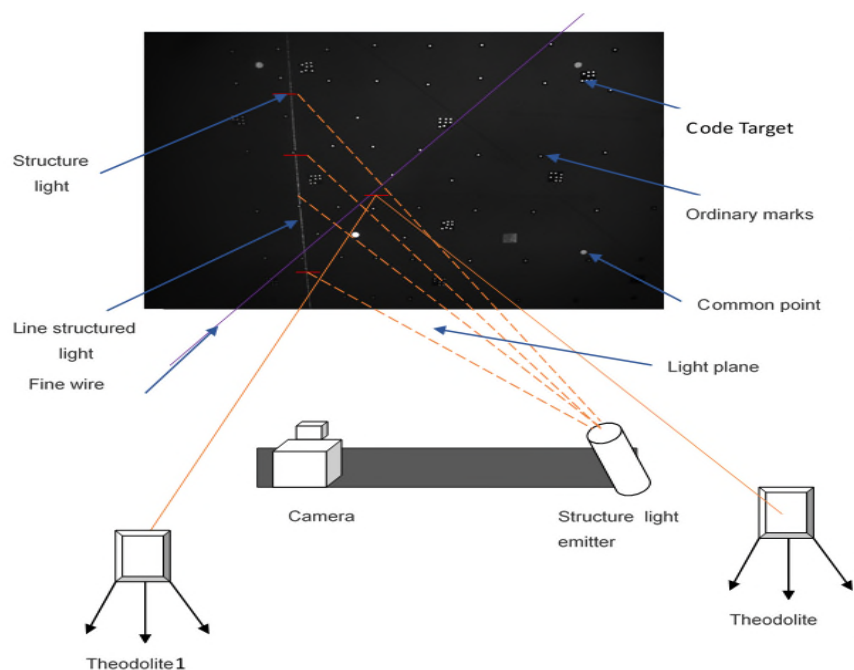 Code Target
Structure
light
Ordinary marks
Common point
Line structured
light
Fine wire
Light plane
Camera
Structure light
emitter
Theodolite
Theodolite1